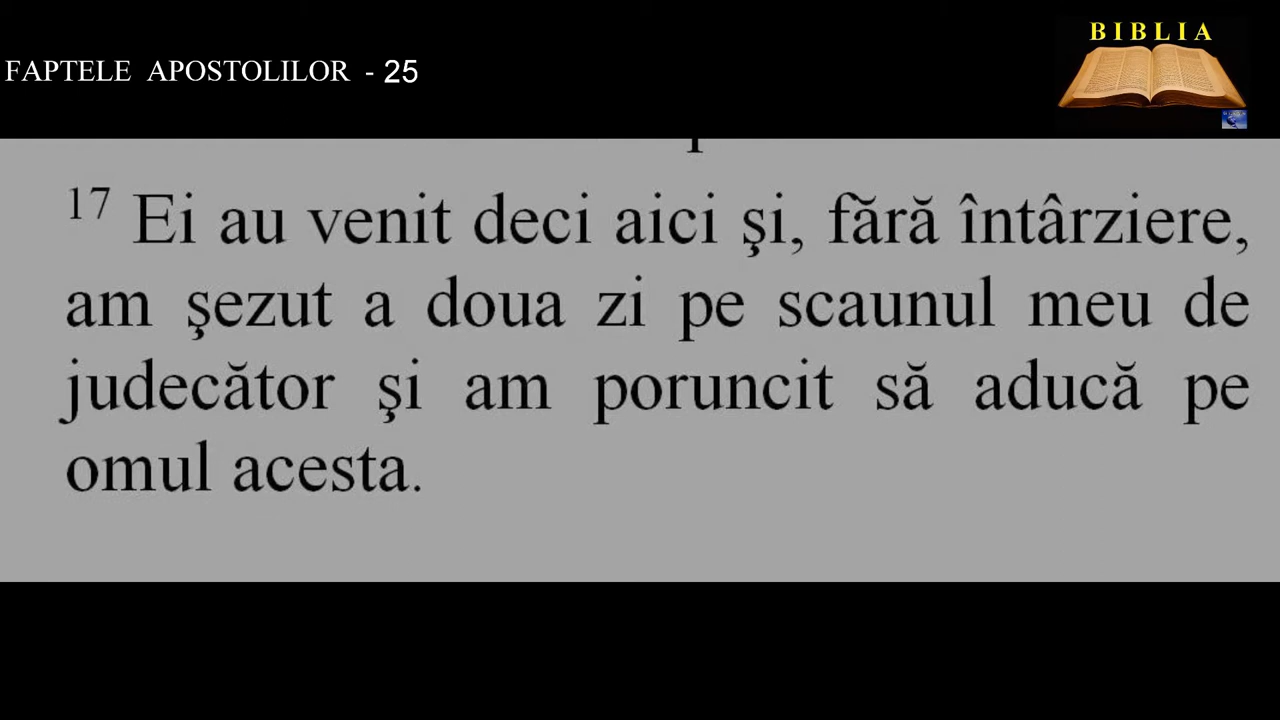 BIBLIA
FAPTELE APOSTOLILOR - 25
17 Ei au venit deci aici şi, fără întârziere,
am şezut a doua zi pe scaunul meu de
judecător şi am poruncit să aducă pe
omul acesta.